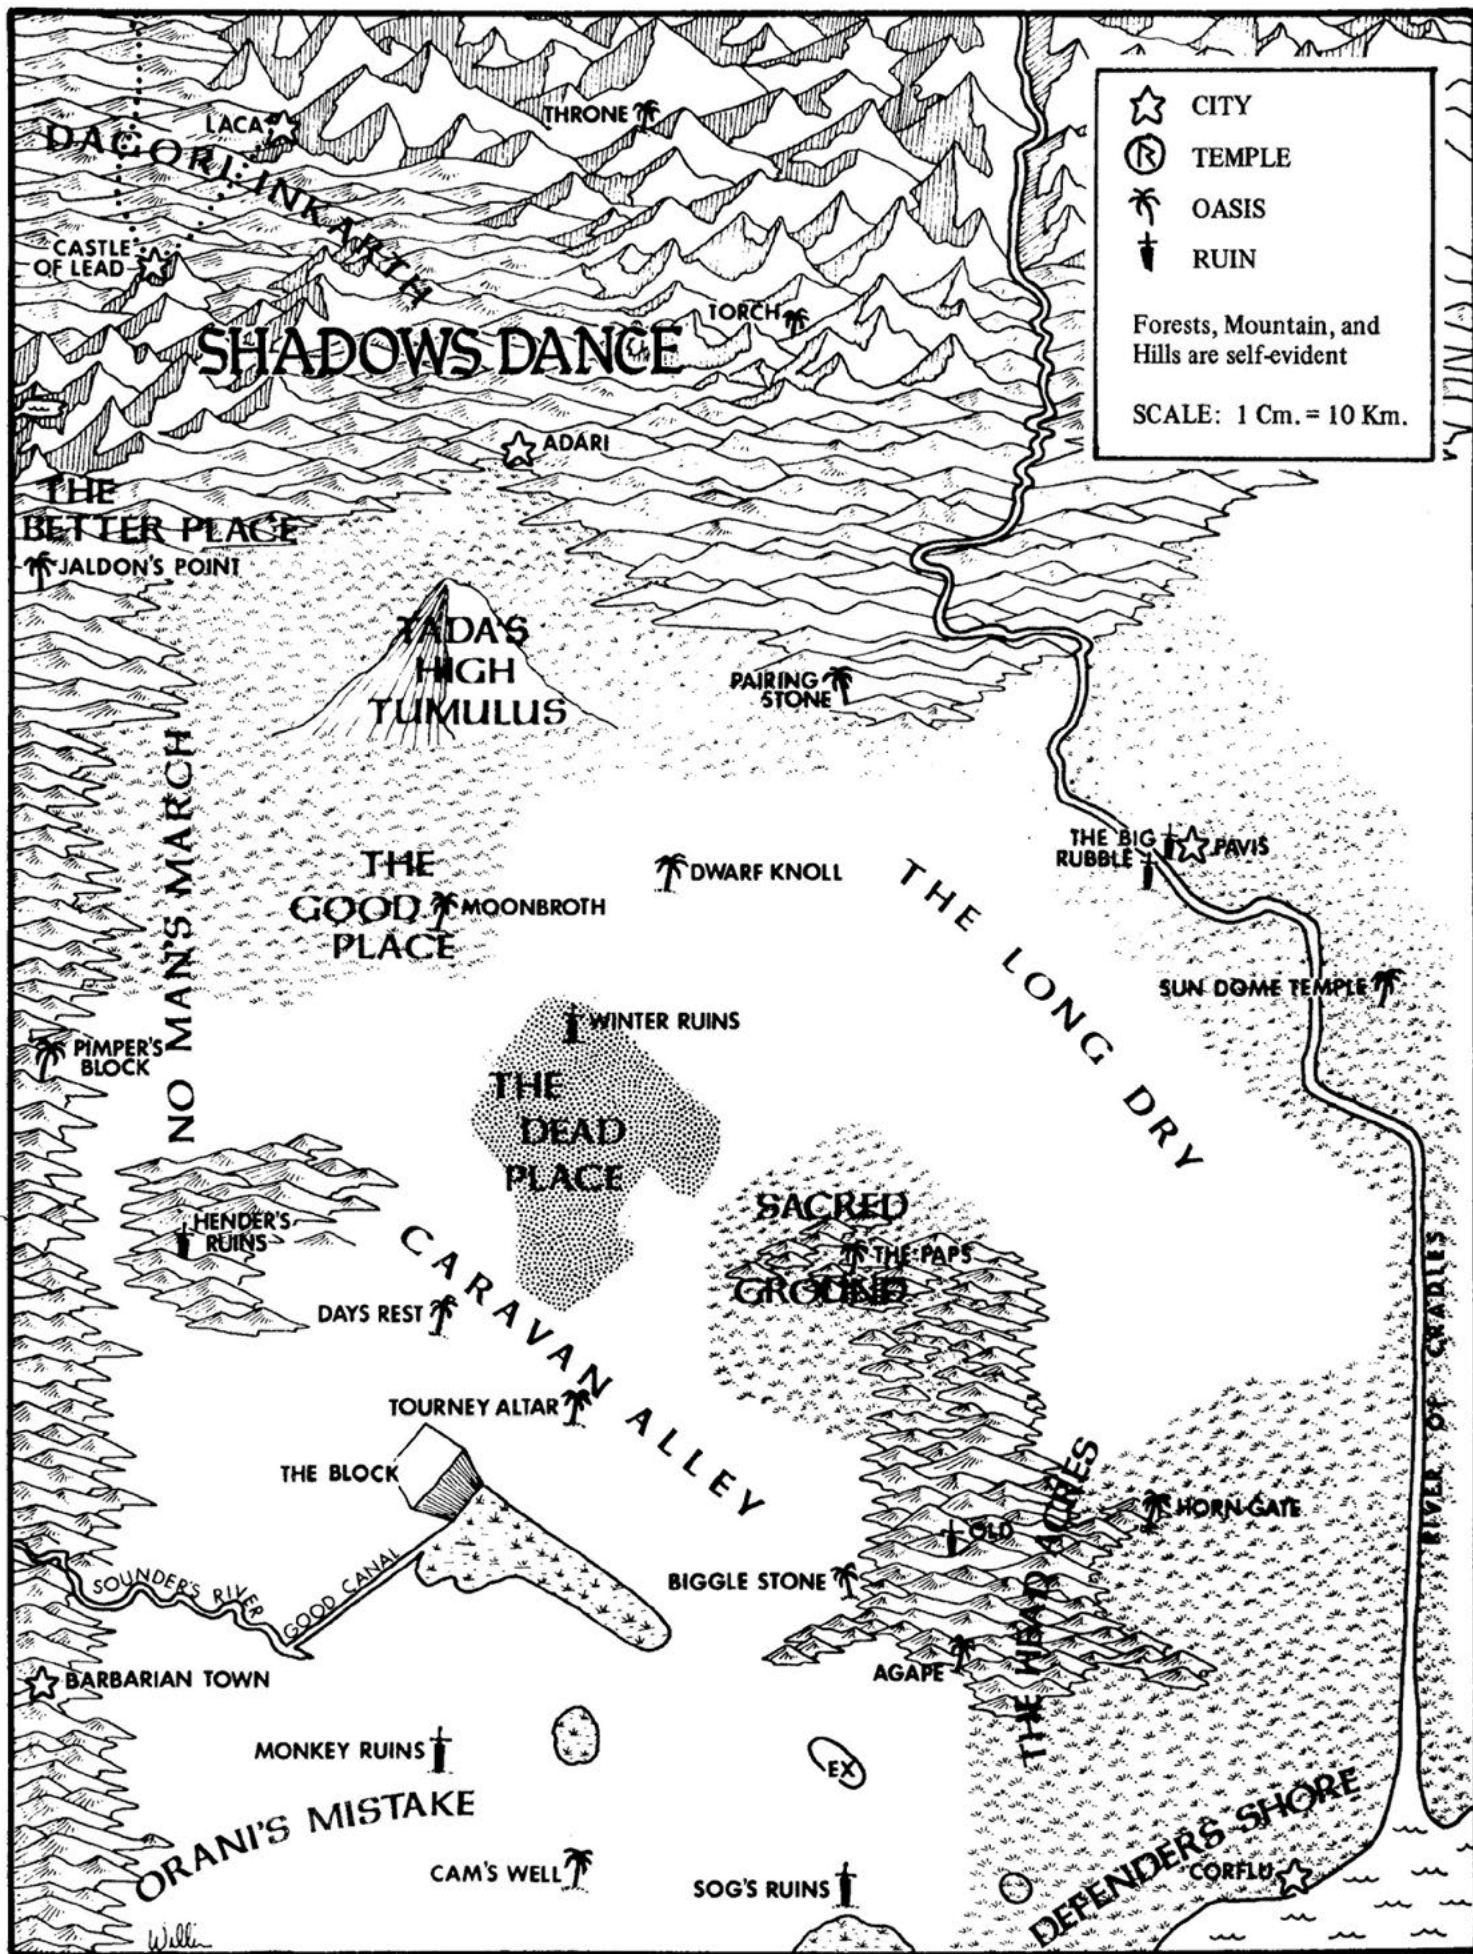 CITY
TEMPLE
OASIS
RUIN
Forests, Mountain, and
Hills are self-evident
SCALE: 1 Cm. = 10 Km.
LACA
THRONE
DAGORI INKARTH
CASTLE
OF LEAD
TORCH
SHADOWS DANCE
ADARI
THE
BETTER PLACE
JALDON'S POINT
TADA'S
HIGH
TUMULUS
PAIRING
STONE
NO MAN'S MARCH
THE BIG
RUBBLE
PAVIS
THE
GOOD
PLACE
MOONBROTH
DWARF KNOLL
THE LONG DRY
SUN DOME TEMPLE
WINTER RUINS
PIMPER'S
BLOCK
THE
DEAD
PLACE
SACRED
GROUND
THE PAPS
HENDER'S
RUINS
CARAVAN ALLEY
DAYS REST
RIVER OF CRADLES
TOURNEY ALTAR
THE BLOCK
HORN GATE
OLD
SOUNDER'S RIVER
GOOD CANAL
BIGGLE STONE
AGAPE
BARBARIAN TOWN
MONKEY RUINS
EX
ORANI'S MISTAKE
DEFENDERS SHORE
CAM'S WELL
SOG'S RUINS
CORFLU